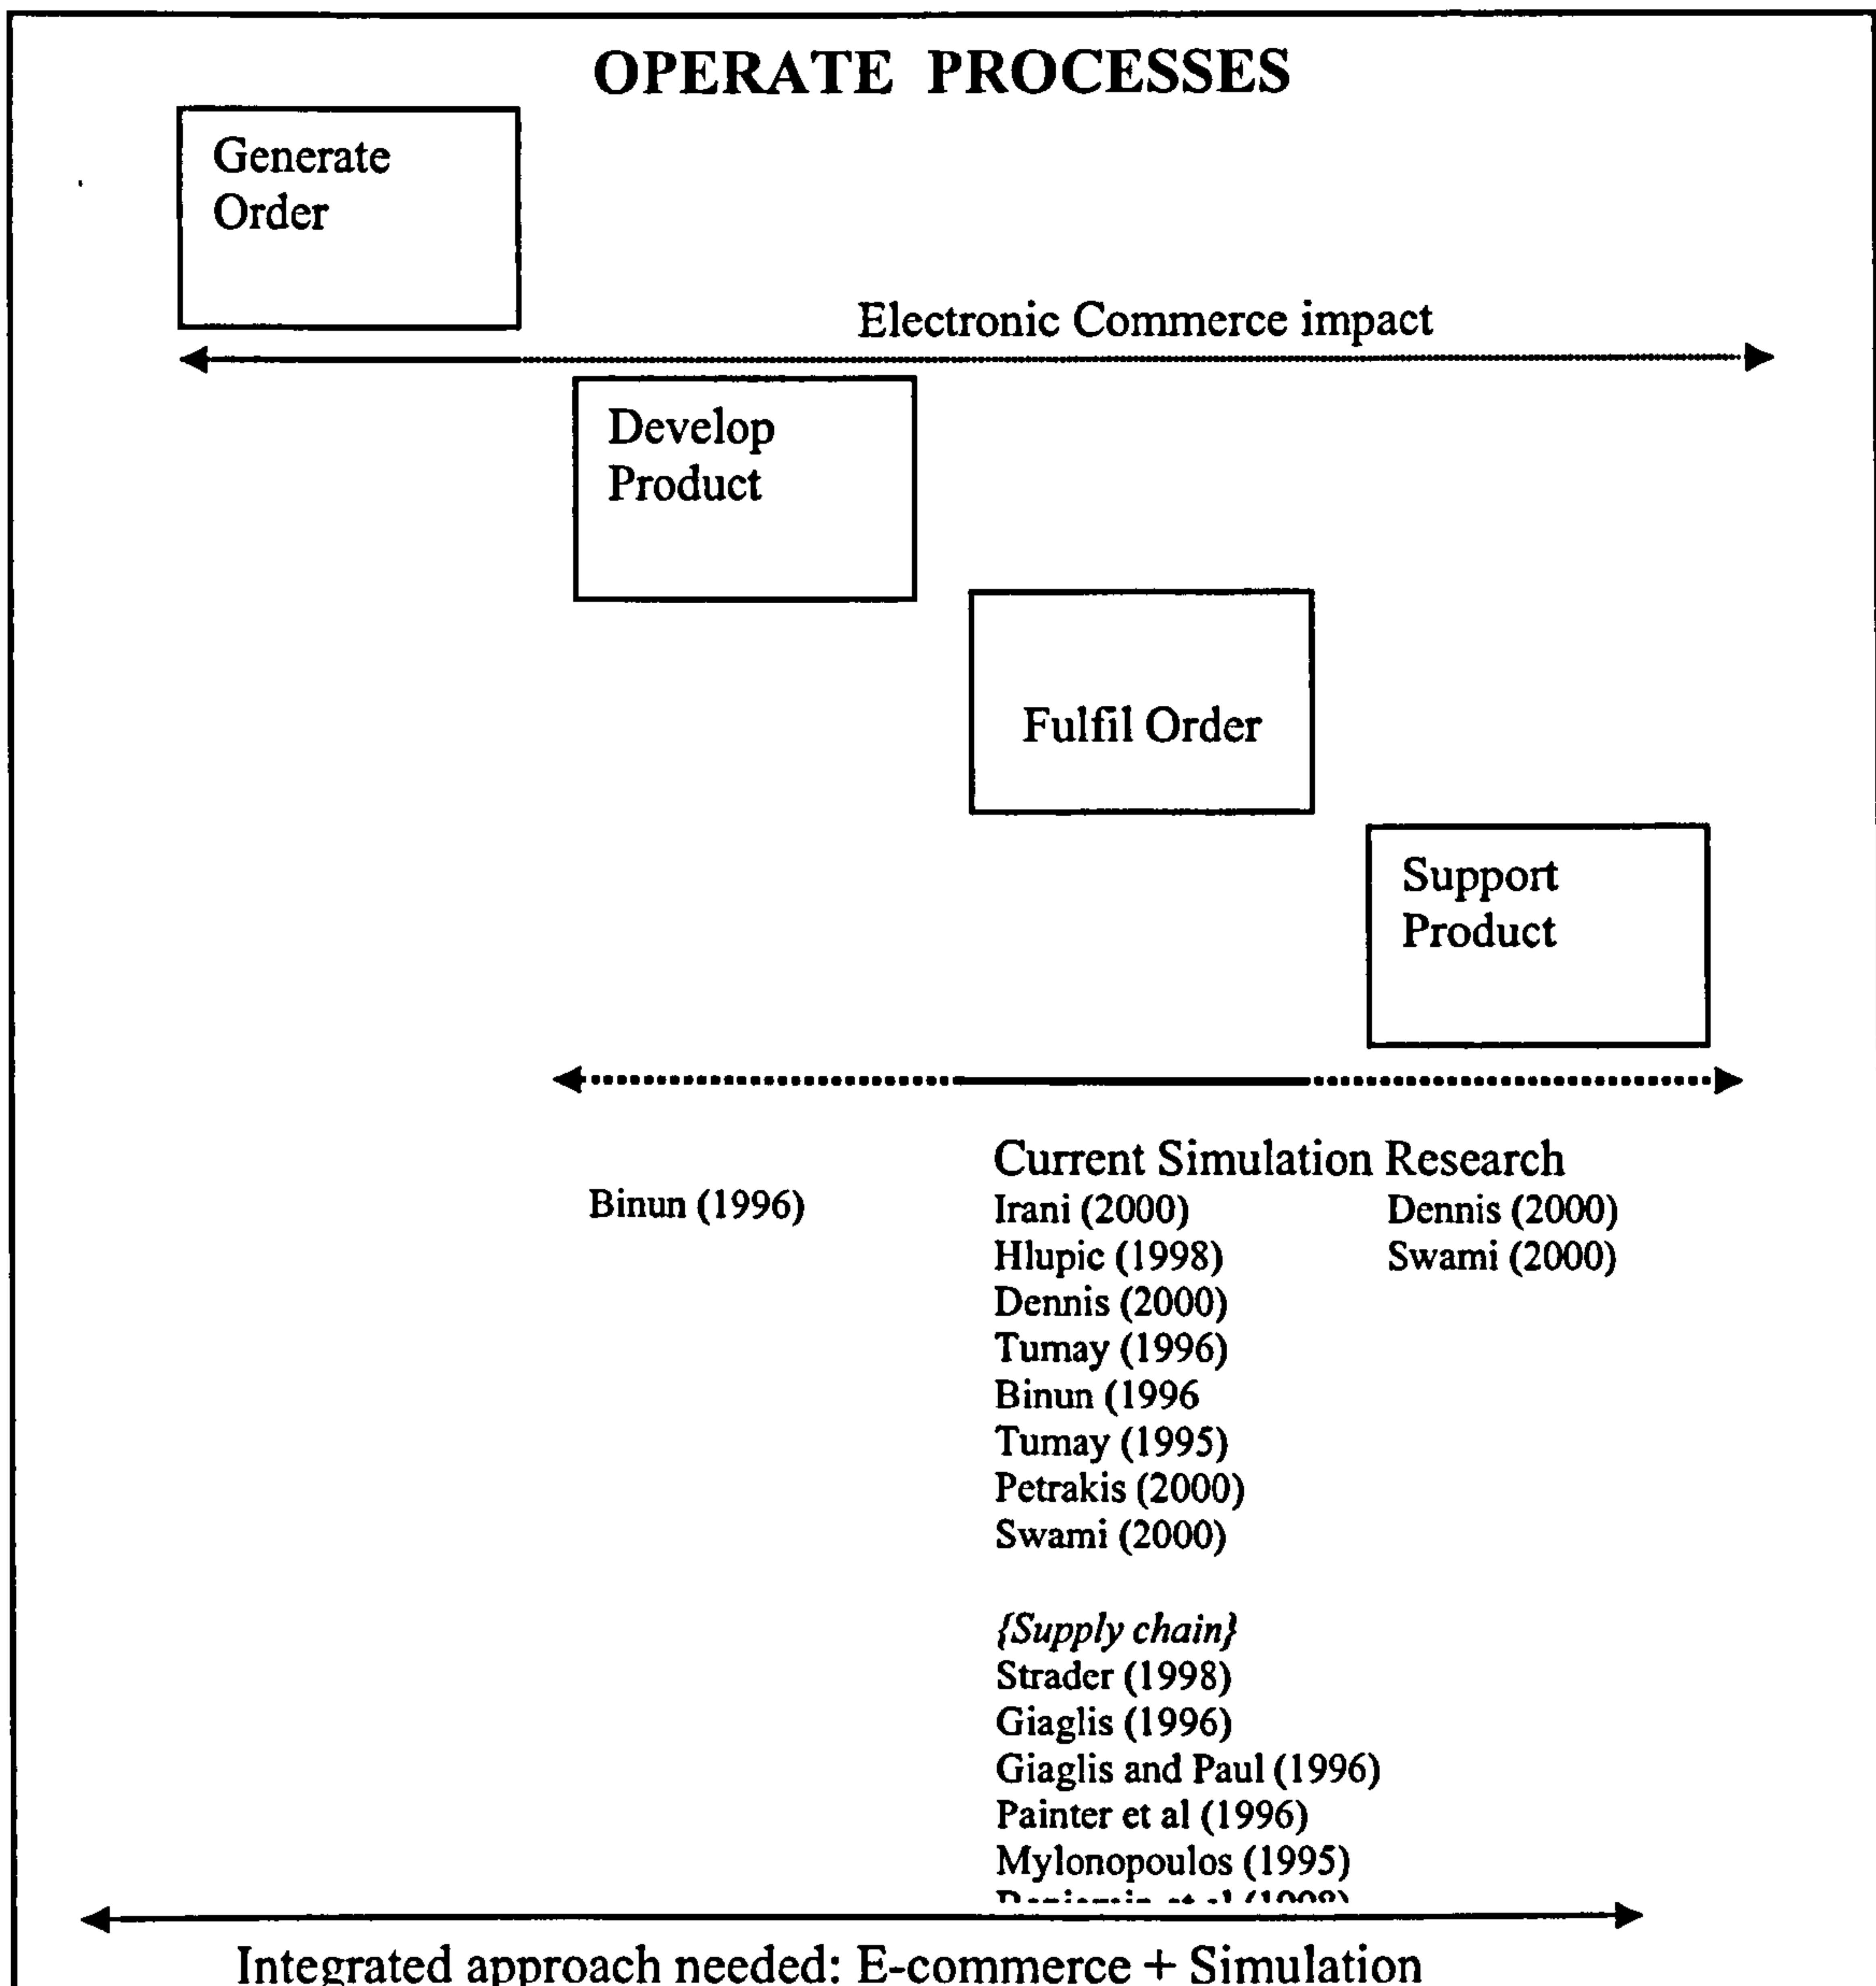 OPERATE PROCESSES
Generate
Order
Electronic Commerce impact
Develop
Product
Fulfil Order
Support
Product
Current Simulation Research
Binun (1996)
Irani (2000)
Hlupic (1998)
Dennis (2000)
Tumay (1996)
Binun (1996
Tumay (1995)
Petrakis (2000)
Swami (2000)
Dennis (2000)
Swami (2000)
{Supply chain}
Strader (1998)
Giaglis (1996)
Giaglis and Paul (1996)
Painter et al (1996)
Mylonopoulos (1995)
Integrated approach needed: E-commerce + Simulation